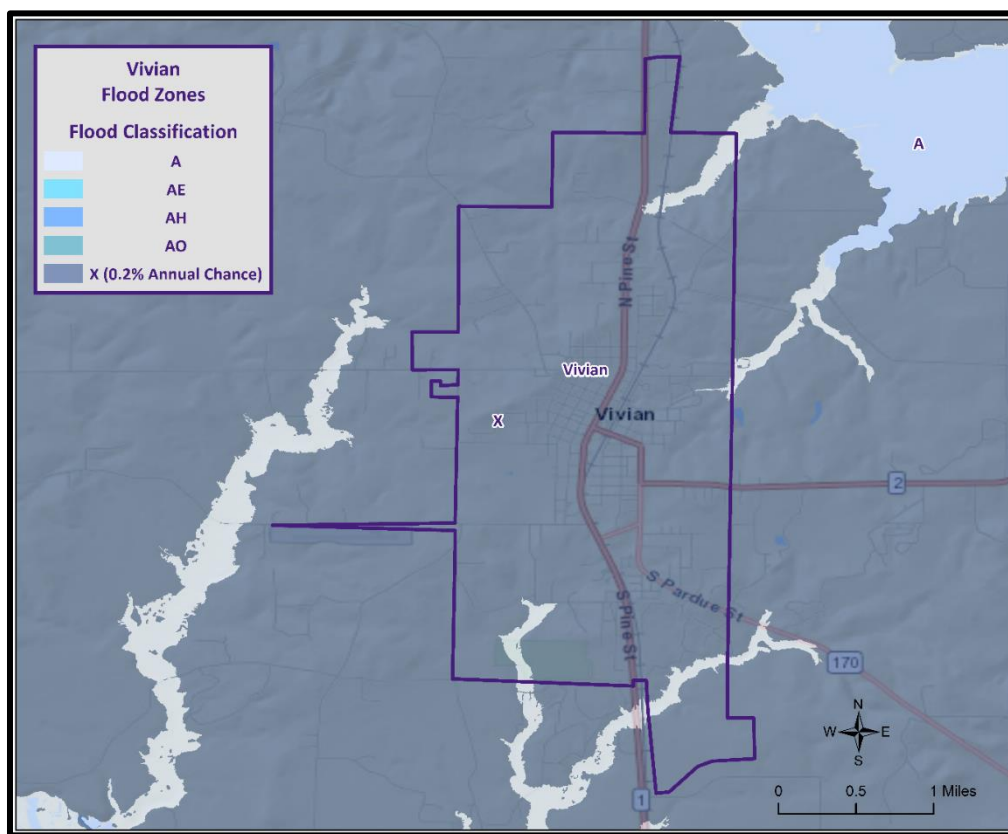 Vivian
Flood Zones
Flood Classification
A
AE
AH
AO
X (0.2% Annual Chance)
A
N Pine St
Vivian
X
Vivian
2
S Pardue St
S Pine St
170
N
W E
S
0 0.5 1 Miles
1